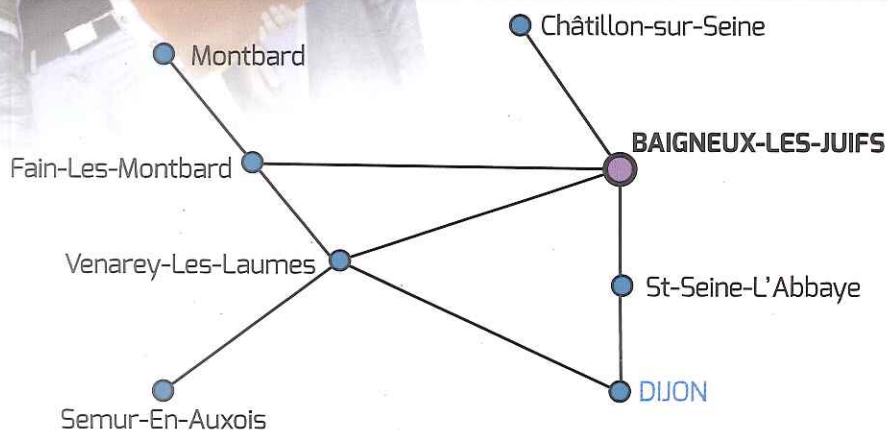 Châtillon-sur-Seine
Montbard
BAIGNEUX-LES-JUIFS
Fain-Les-Montbard
Venarey-Les-Laumes
St-Seine-L'Abbaye
DIJON
Semur-En-Auxois